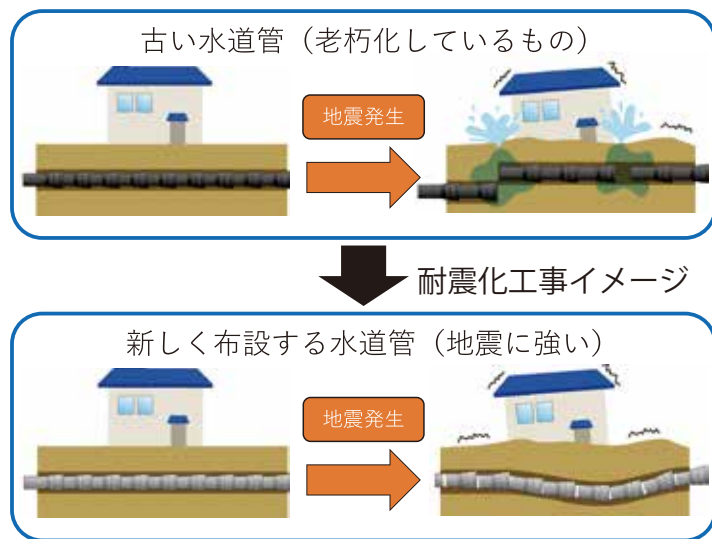 古い水道管（老朽化しているもの）
地震発生
耐震化工事イメージ
新しく布設する水道管（地震に強い）
地震発生